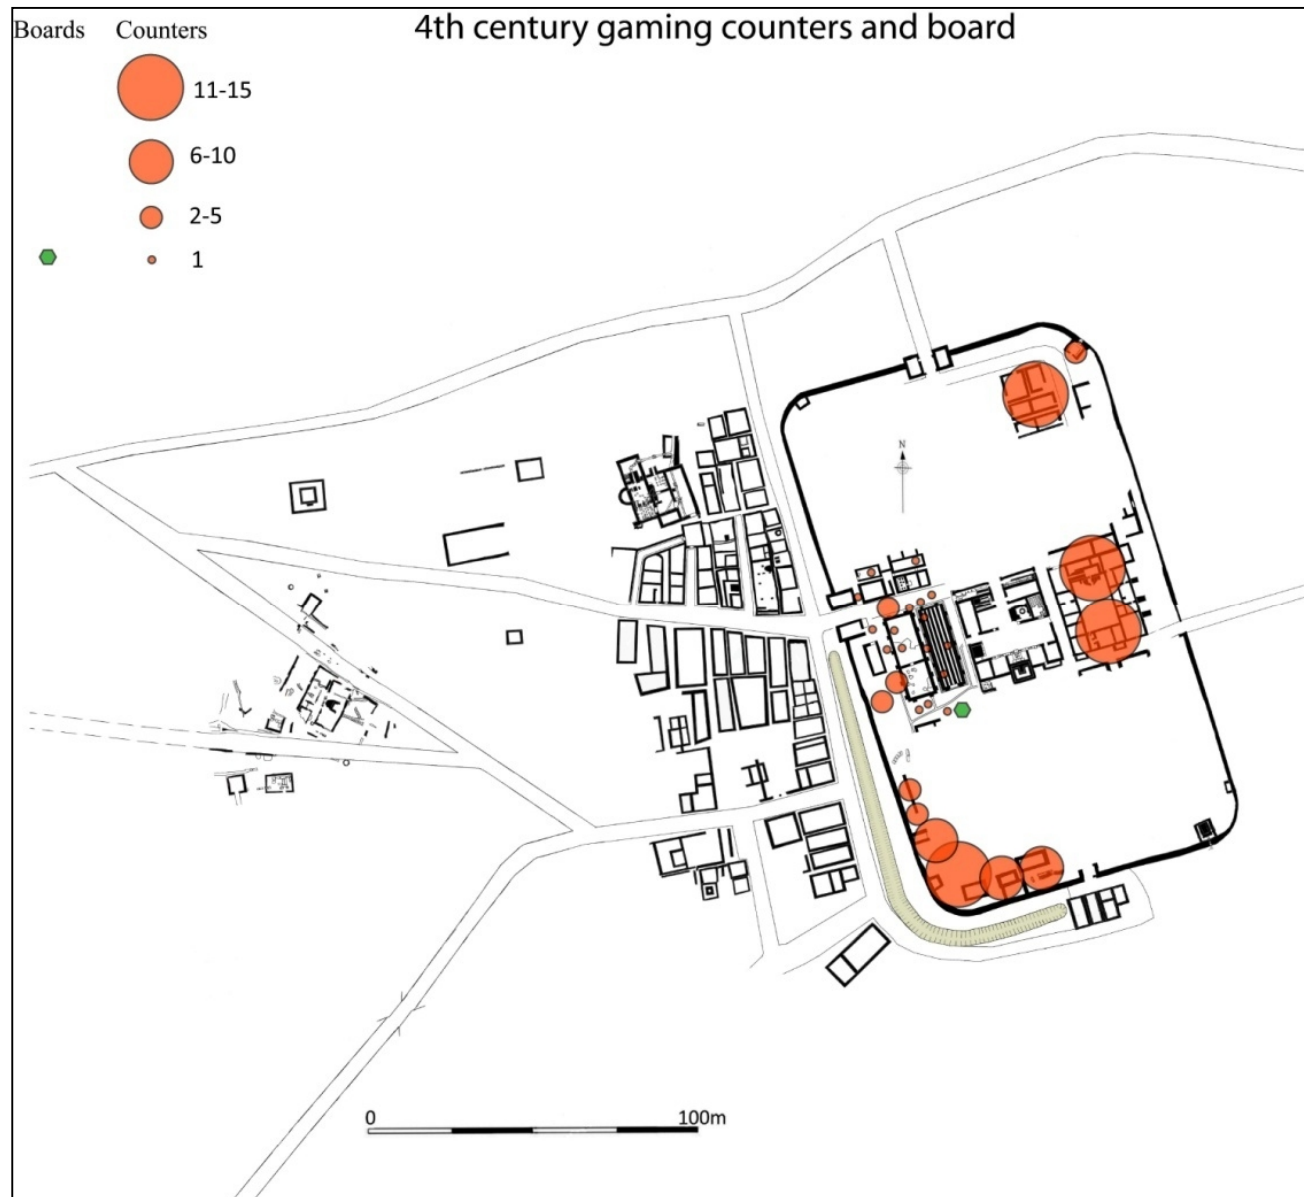 4th century gaming counters and board
Boards Counters
11-15
6-10
2-5
1
N
0 100m